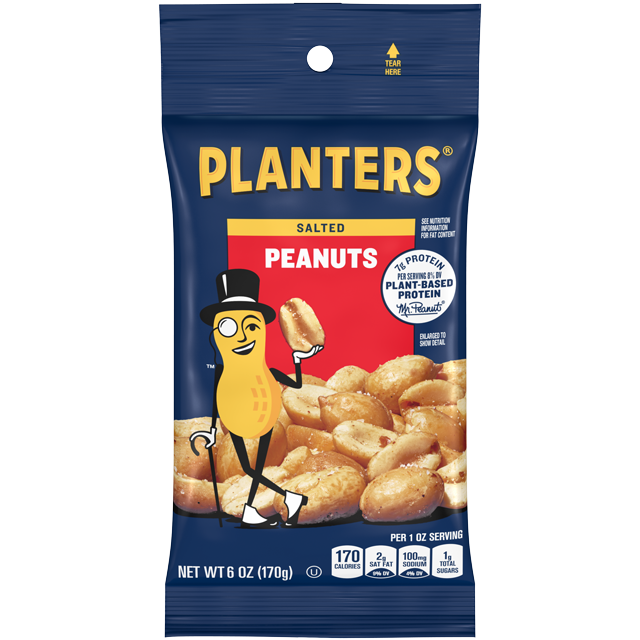 TEAR
HERE
PLANTERS®
SALTED
PEANUTS
SEE NUTRITION
INFORMATION
FOR FAT CONTENT
7g PROTEIN
PER SERVING 8% DV
PLANT-BASED
PROTEIN
Mr. Peanut®
ENLARGED TO
SHOW DETAIL
TM
PER 1 OZ SERVING
170
CALORIES
2g
SAT FAT
9% DV
100mg
SODIUM
4% DV
1g
TOTAL
SUGARS
NET WT 6 OZ (170g)
U